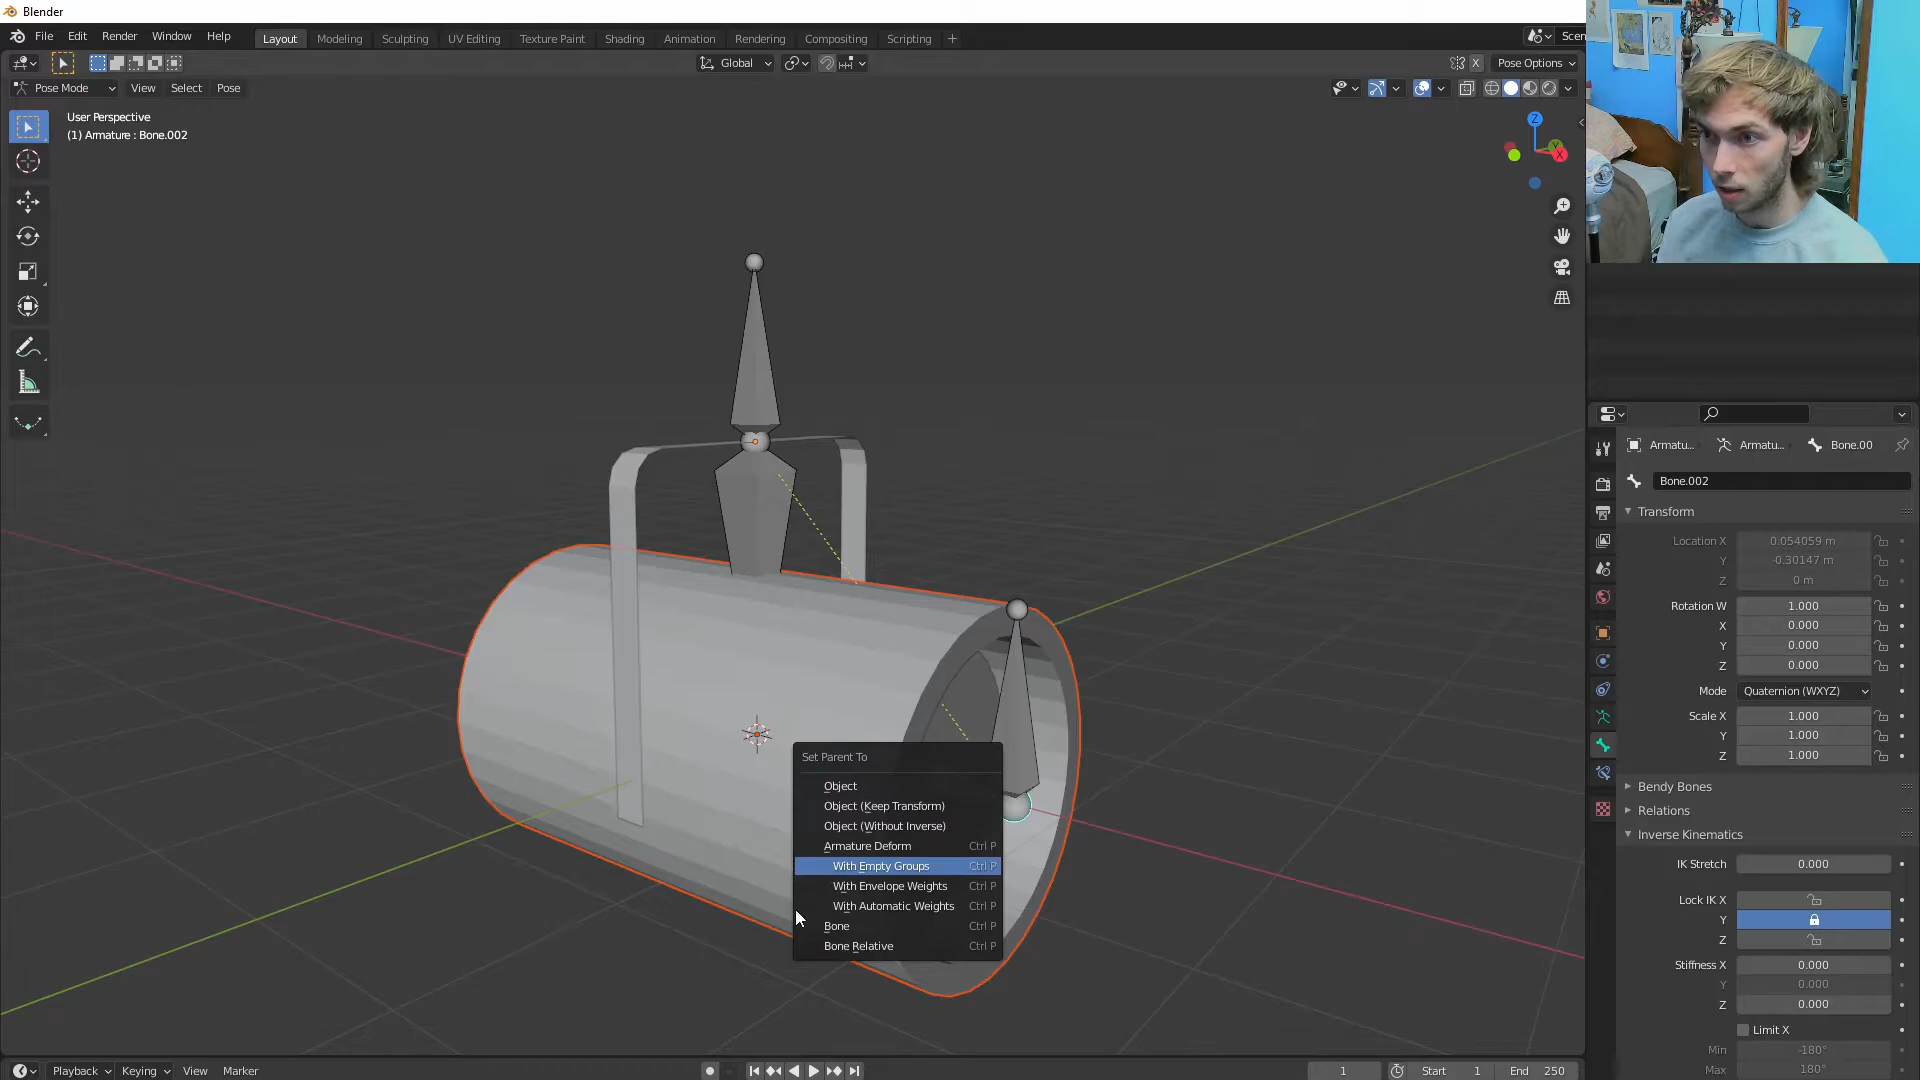 Blender
File Edit Render Window Help
Layout Modeling Sculpting UV Editing Texture Paint Shading Animation Rendering Compositing Scripting +
Scen
Global
X Pose Options
Pose Mode View Select Pose
User Perspective
(1) Armature : Bone.002
Z
Y
X
Set Parent To
Object
Object (Keep Transform)
Object (Without Inverse)
Armature Deform Ctrl P
With Empty Groups Ctrl P
With Envelope Weights Ctrl P
With Automatic Weights Ctrl P
Bone Ctrl P
Bone Relative Ctrl P
Armatu... Armatu... Bone.00
Bone.002
Transform
Location X 0.054059 m
Y -0.30147 m
Z 0 m
Rotation W 1.000
X 0.000
Y 0.000
Z 0.000
Mode Quaternion (WXYZ)
Scale X 1.000
Y 1.000
Z 1.000
Bendy Bones
Relations
Inverse Kinematics
IK Stretch 0.000
Lock IK X
Y
Z
Stiffness X 0.000
Y 0.000
Z 0.000
Limit X
Min -180°
Max 180°
Playback Keying View Marker
1 Start 1 End 250